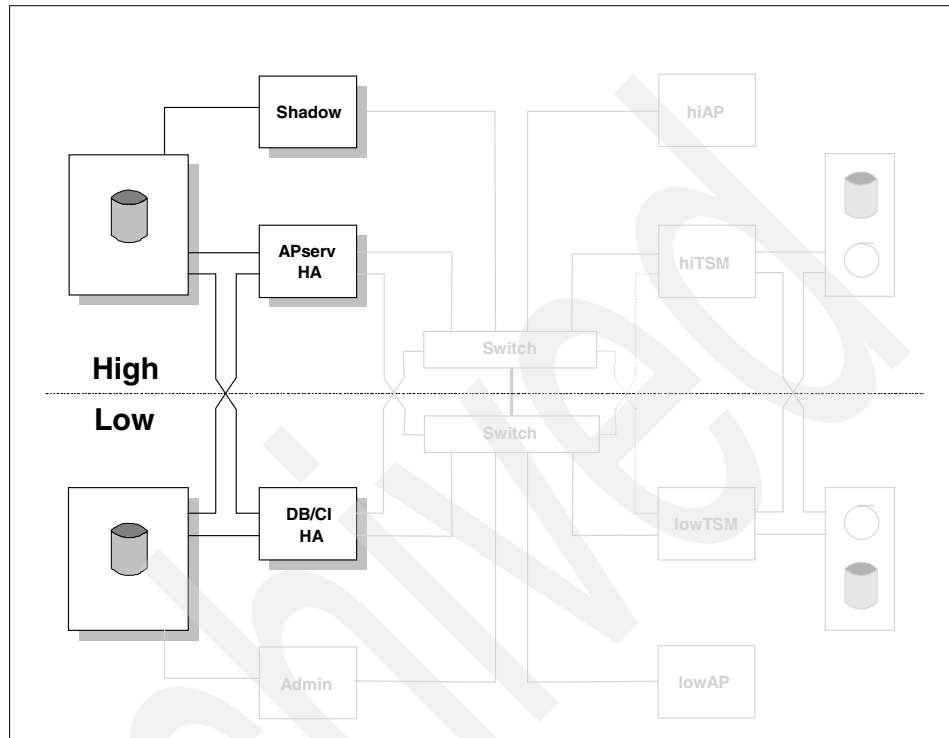 Shadow
hiAP
APserv
HA
hiTSM
Switch
High
Low
Switch
DB/CI
HA
lowTSM
Admin
lowAP